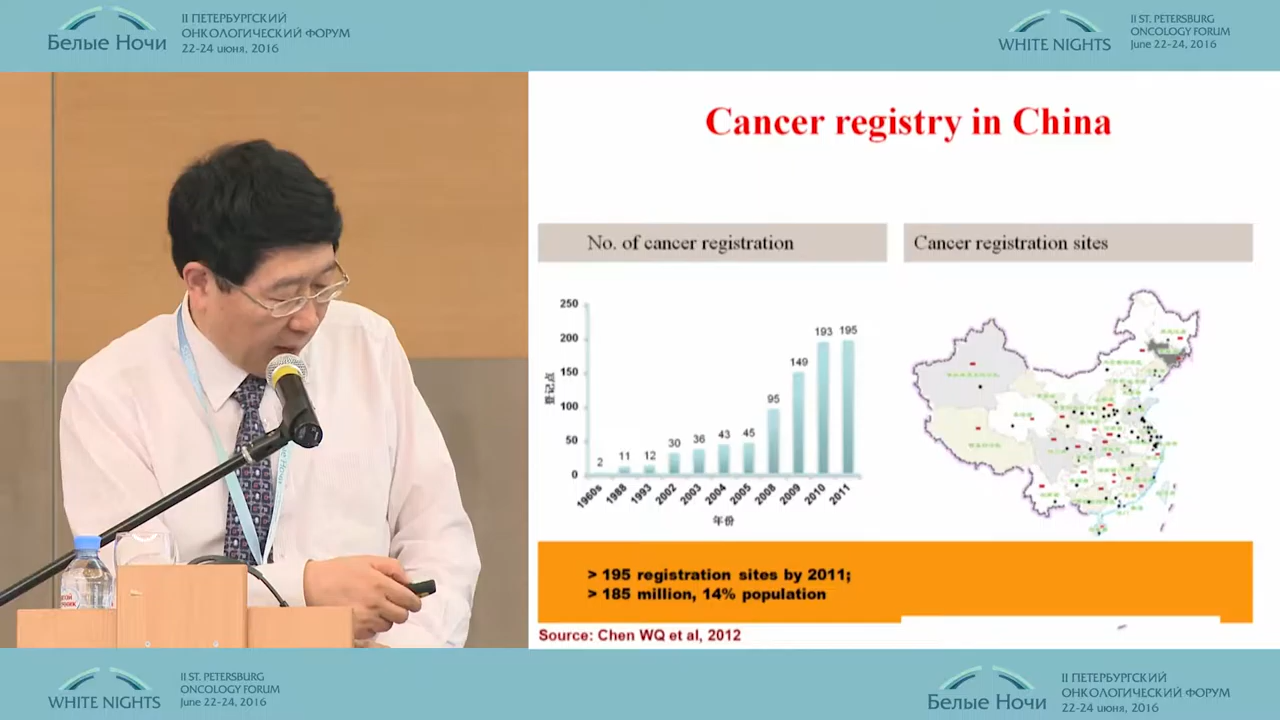 Белые Ночи
II ПЕТЕРБУРГСКИЙ
ОНКОЛОГИЧЕСКИЙ ФОРУМ
22-24 июня, 2016
WHITE NIGHTS
II ST. PETERSBURG
ONCOLOGY FORUM
June 22-24, 2016
Cancer registry in China
No. of cancer registration
Cancer registration sites
250
200
150
100
50
0
登记点
2
11
12
30
36
43
45
95
149
193
195
1960s
1988
1993
2002
2003
2004
2005
2008
2009
2010
2011
年份
> 195 registration sites by 2011;
> 185 million, 14% population
Source: Chen WQ et al, 2012
WHITE NIGHTS
II ST. PETERSBURG
ONCOLOGY FORUM
June 22-24, 2016
Белые Ночи
II ПЕТЕРБУРГСКИЙ
ОНКОЛОГИЧЕСКИЙ ФОРУМ
22-24 июня, 2016